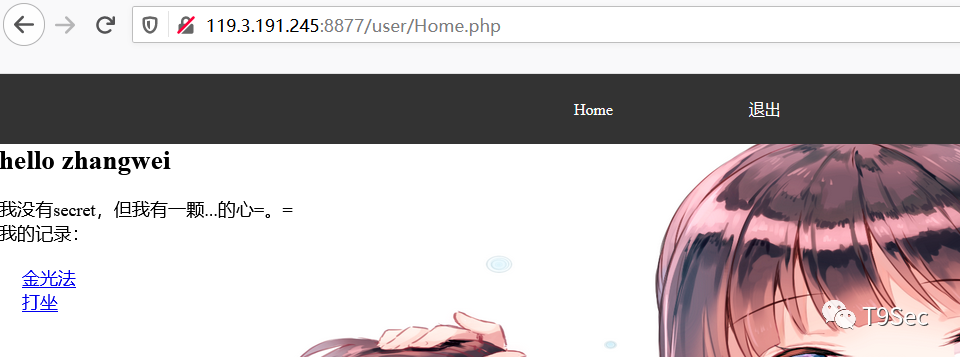 119.3.191.245:8877/user/Home.php
Home 退出
hello zhangwei
我没有secret，但我有一颗...的心=。=
我的记录：
金光法
打坐
T9Sec